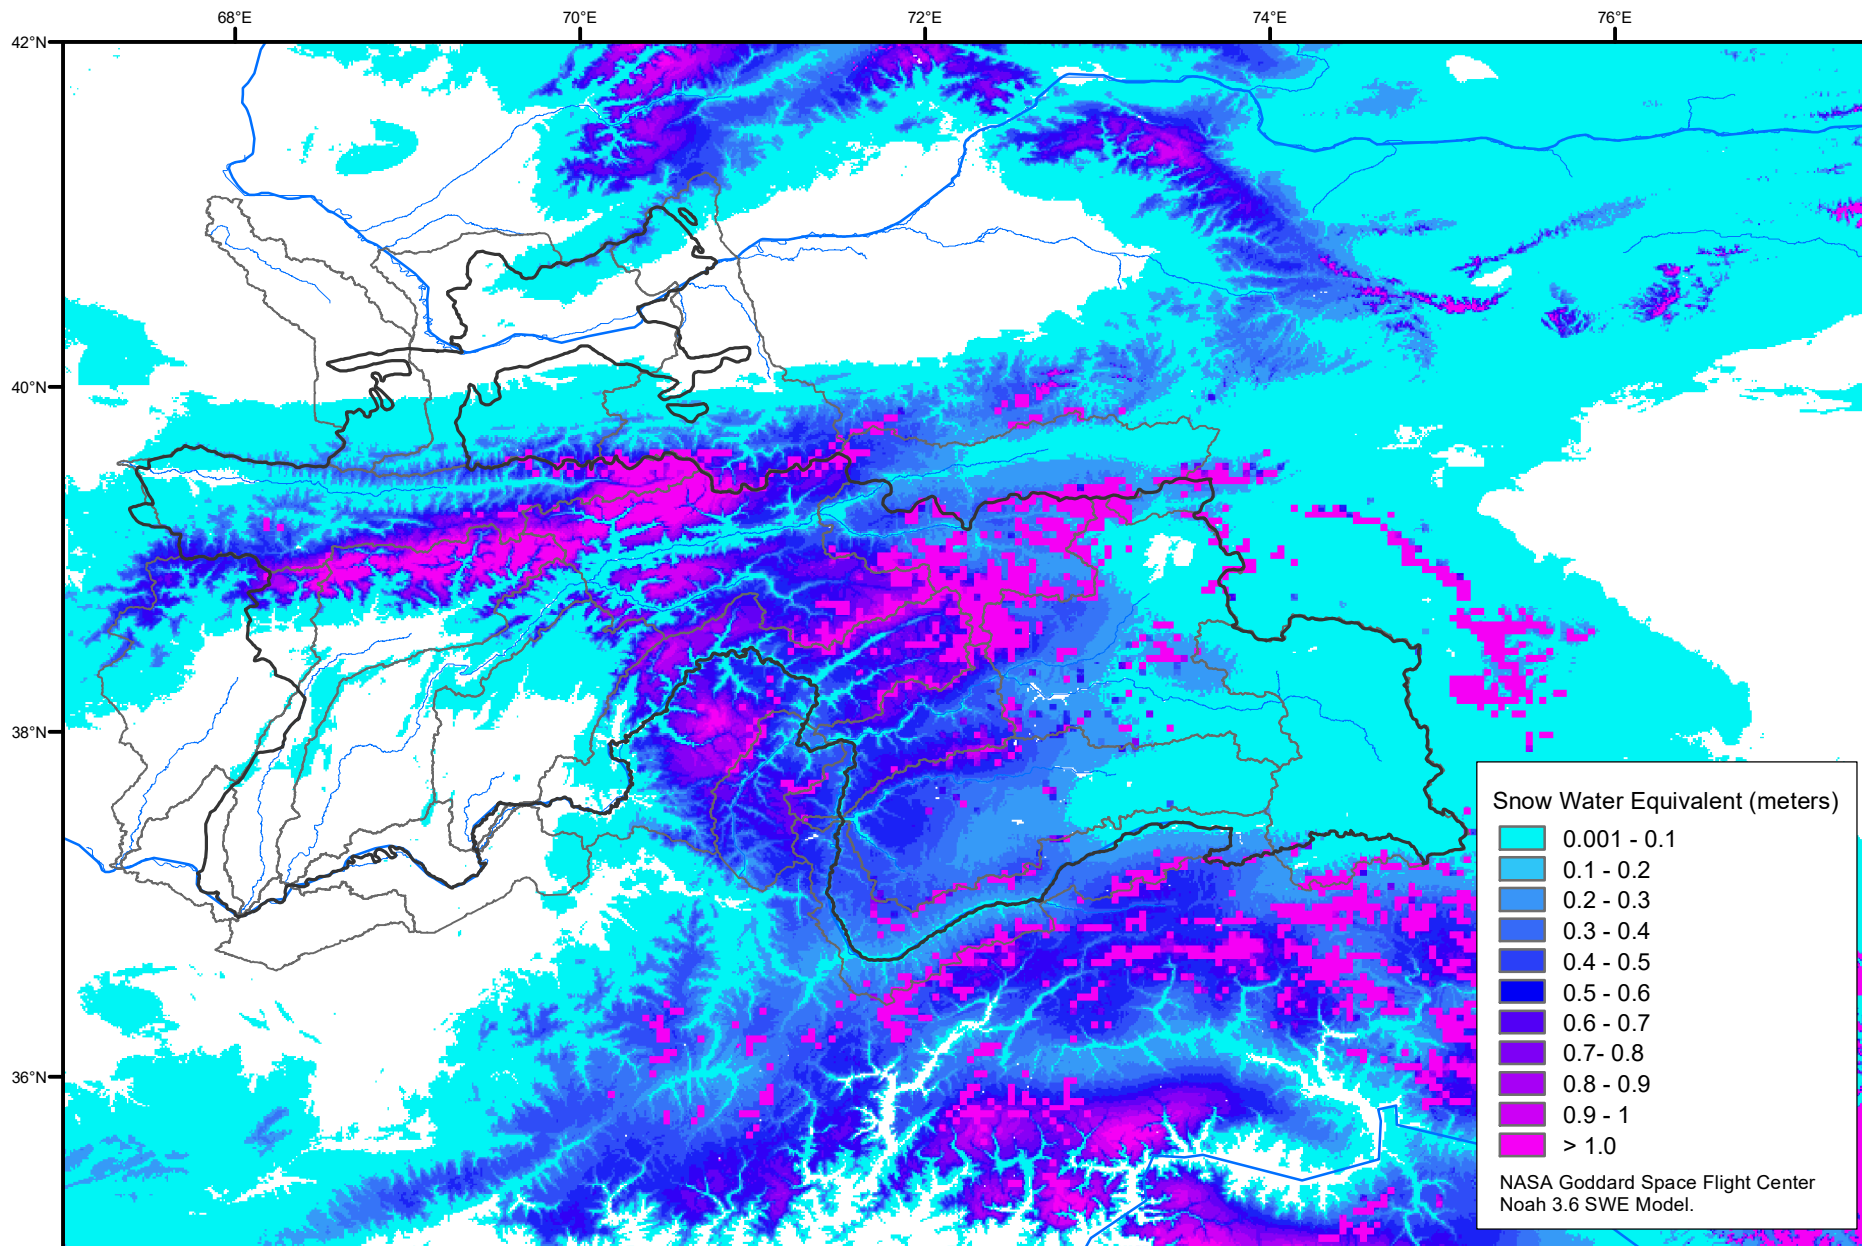 68°E
70°E
72°E
74°E
76°E
42°N
40°N
38°N
36°N
Snow Water Equivalent (meters)
0.001 - 0.1
0.1 - 0.2
0.2 - 0.3
0.3 - 0.4
0.4 - 0.5
0.5 - 0.6
0.6 - 0.7
0.7- 0.8
0.8 - 0.9
0.9 - 1
> 1.0
NASA Goddard Space Flight Center
Noah 3.6 SWE Model.